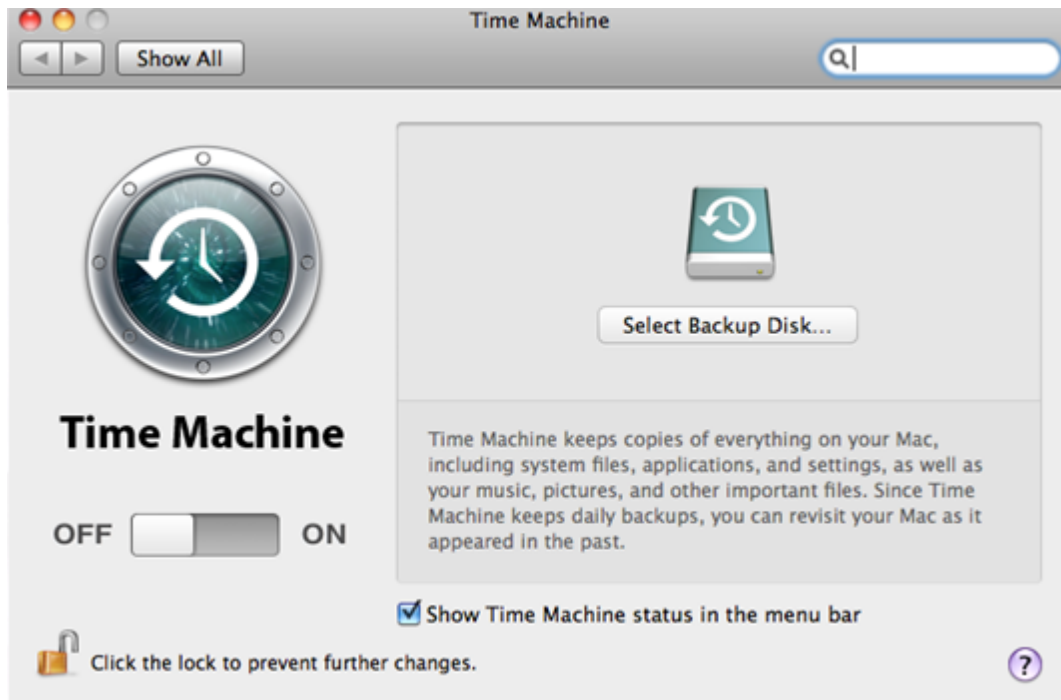 Time Machine
Show All
Select Backup Disk...
Time Machine
Time Machine keeps copies of everything on your Mac,
including system files, applications, and settings, as well as
your music, pictures, and other important files. Since Time
Machine keeps daily backups, you can revisit your Mac as it
appeared in the past.
OFF ON
Show Time Machine status in the menu bar
Click the lock to prevent further changes.
?